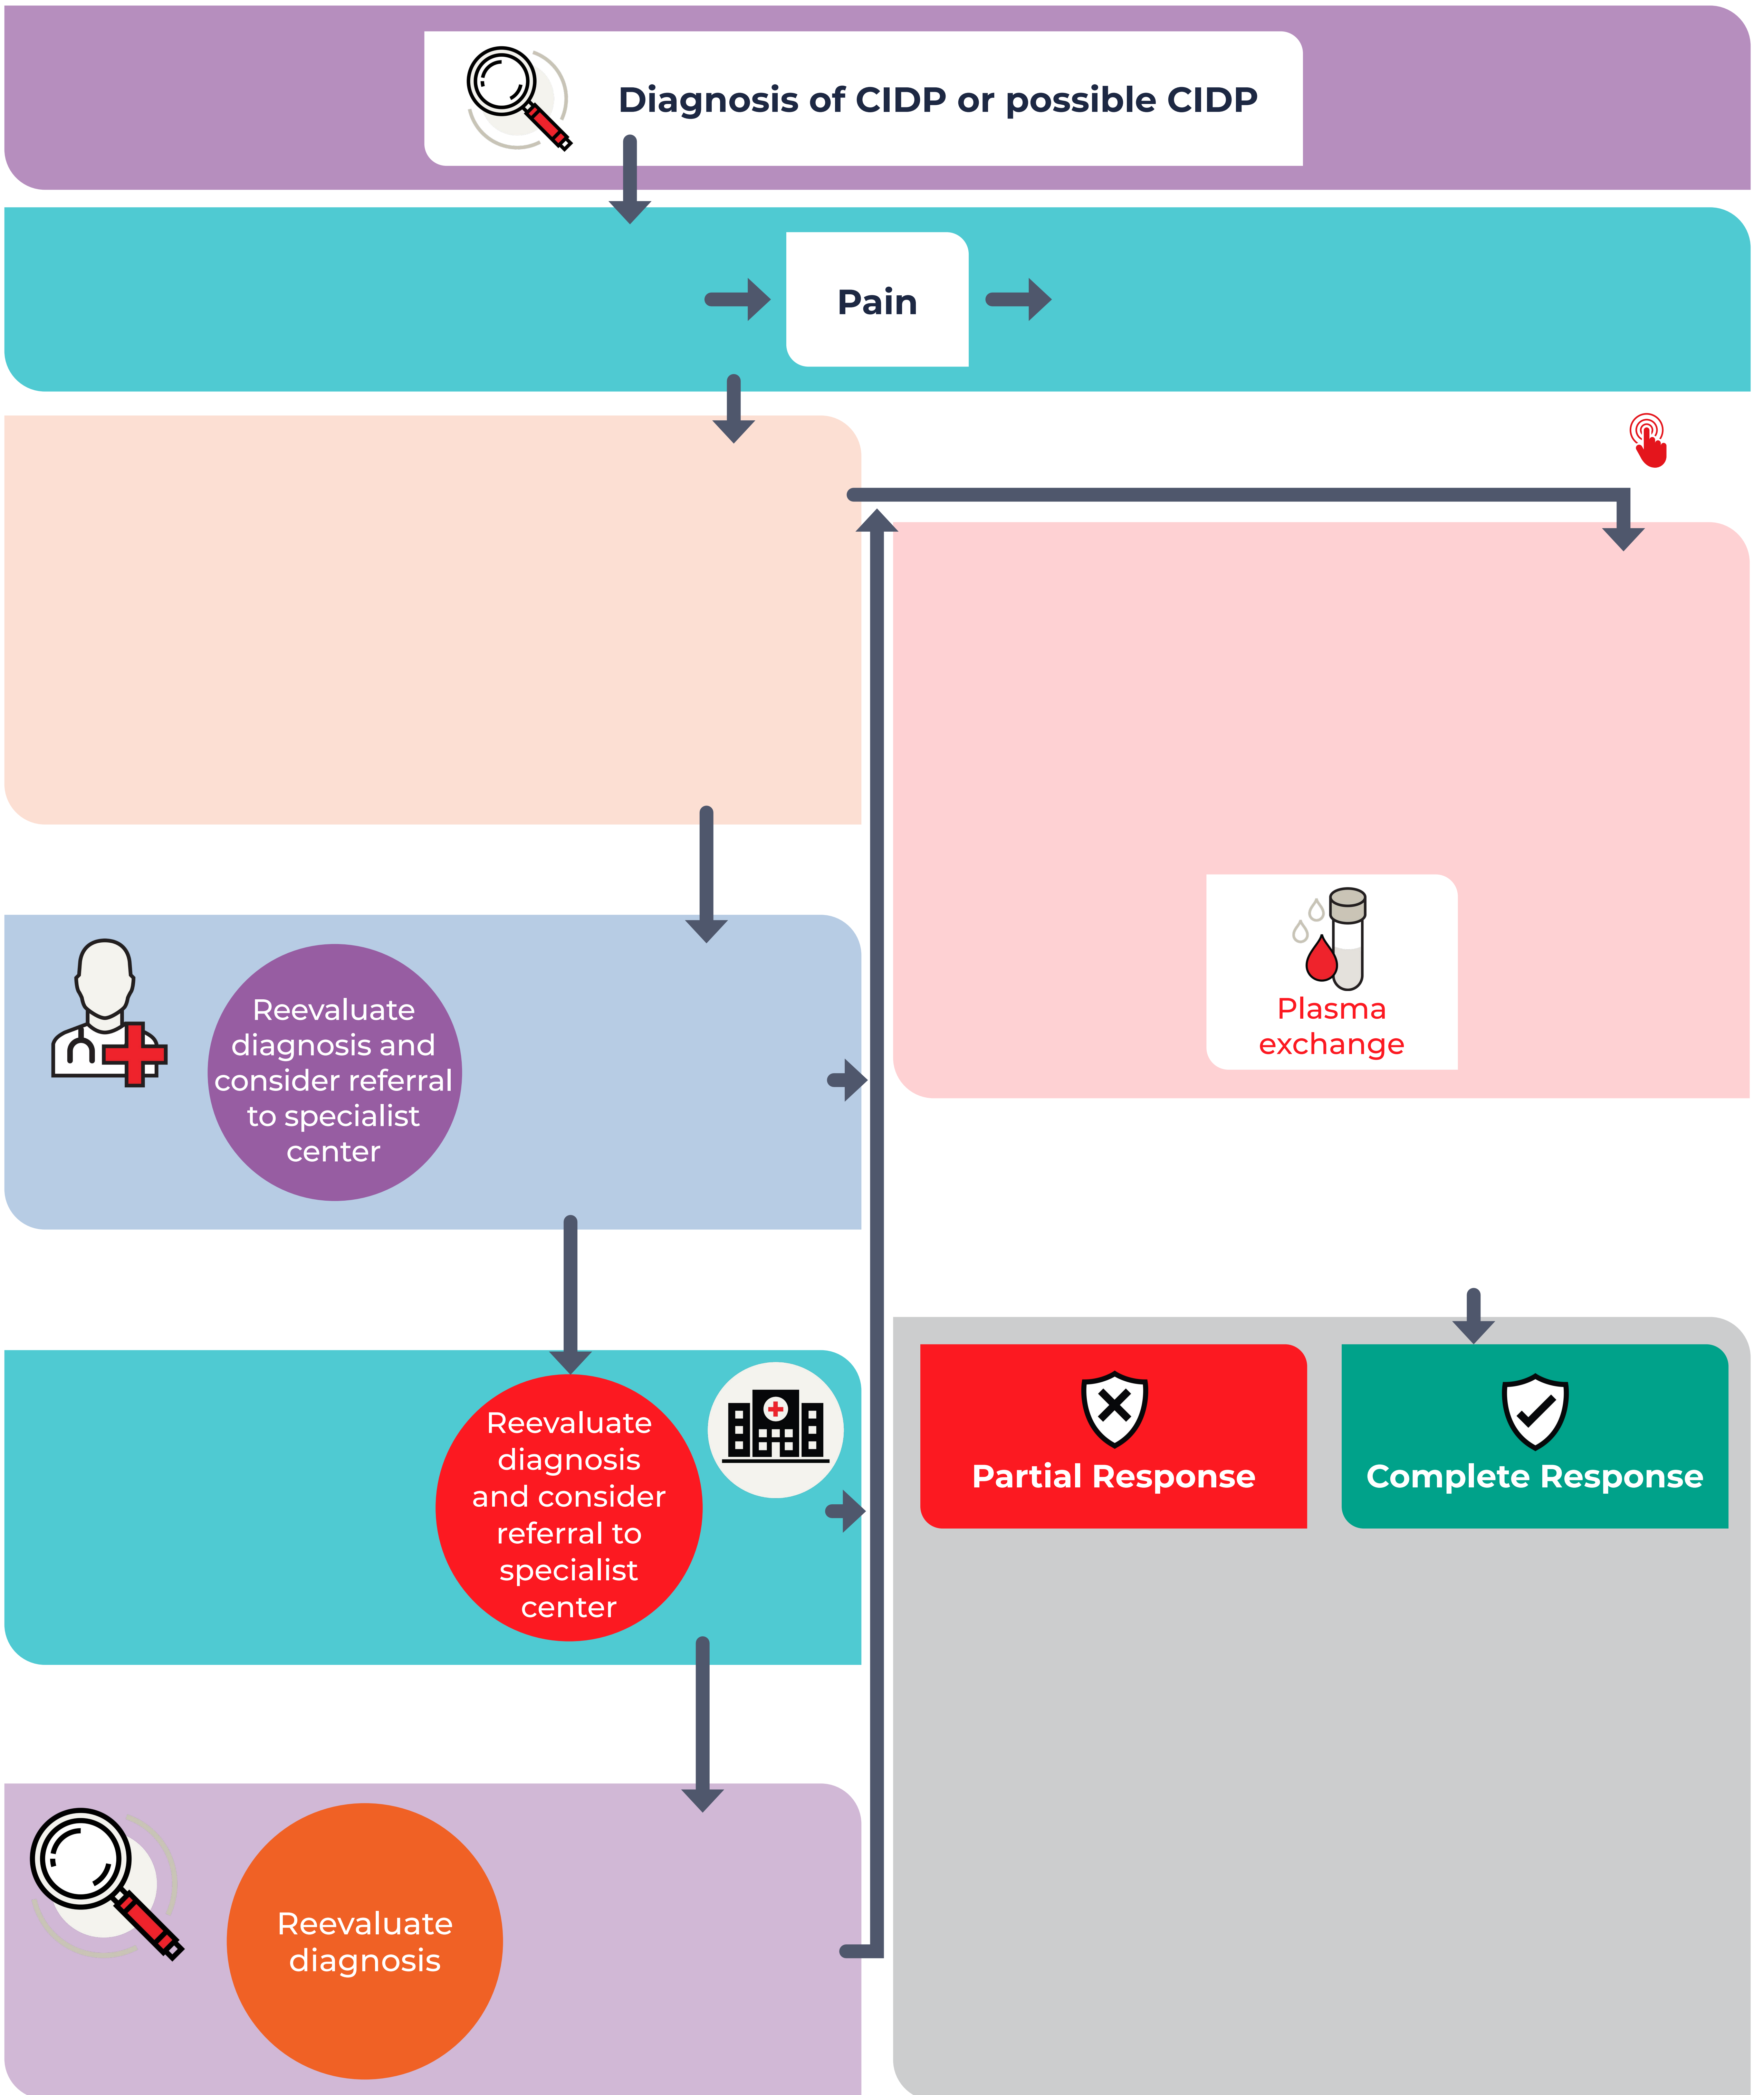 Diagnosis of CIDP or possible CIDP
Pain
Plasma
exchange
Reevaluate
diagnosis and
consider referral
to specialist
center
Reevaluate
diagnosis
and consider
referral to
specialist
center
Partial Response
Complete Response
Reevaluate
diagnosis